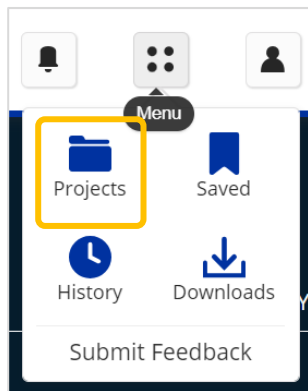 Menu
Projects Saved
History Downloads
Y
Submit Feedback